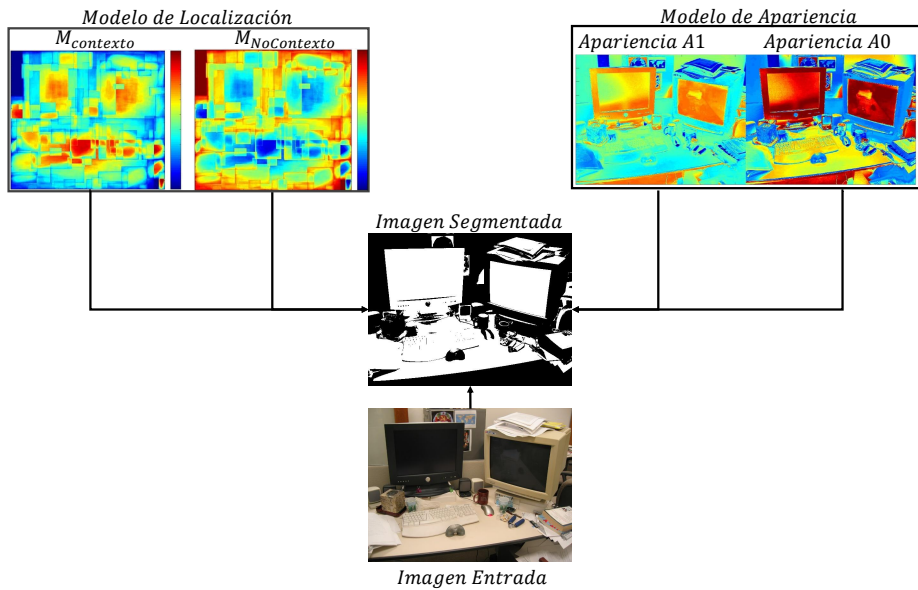 Modelo de Localización
M_contexto
M_NoContexto
Modelo de Apariencia
Apariencia A1
Apariencia A0
Imagen Segmentada
Imagen Entrada